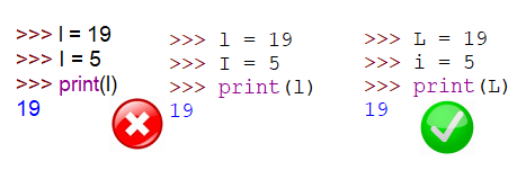 >>> l = 19
>>> I = 5
>>> print(l)
19
>>> l = 19
>>> I = 5
>>> print(l)
19
>>> L = 19
>>> i = 5
>>> print(L)
19